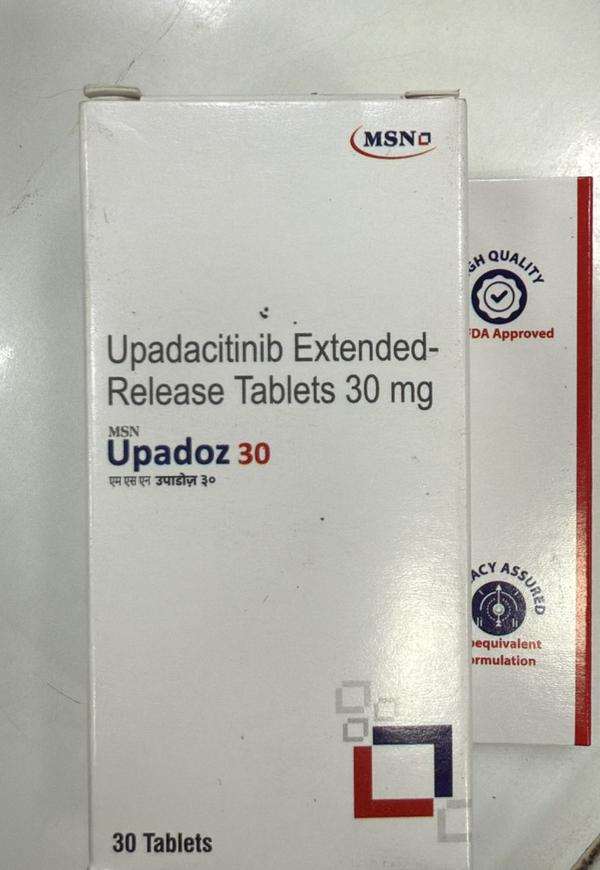 MSN
Upadacitinib Extended-
Release Tablets 30 mg
MSN
Upadoz 30
एम एस एन उपाडोज़ ३०
30 Tablets
GH QUALITY
DA Approved
ACY ASSURED
equivalent
rmulation